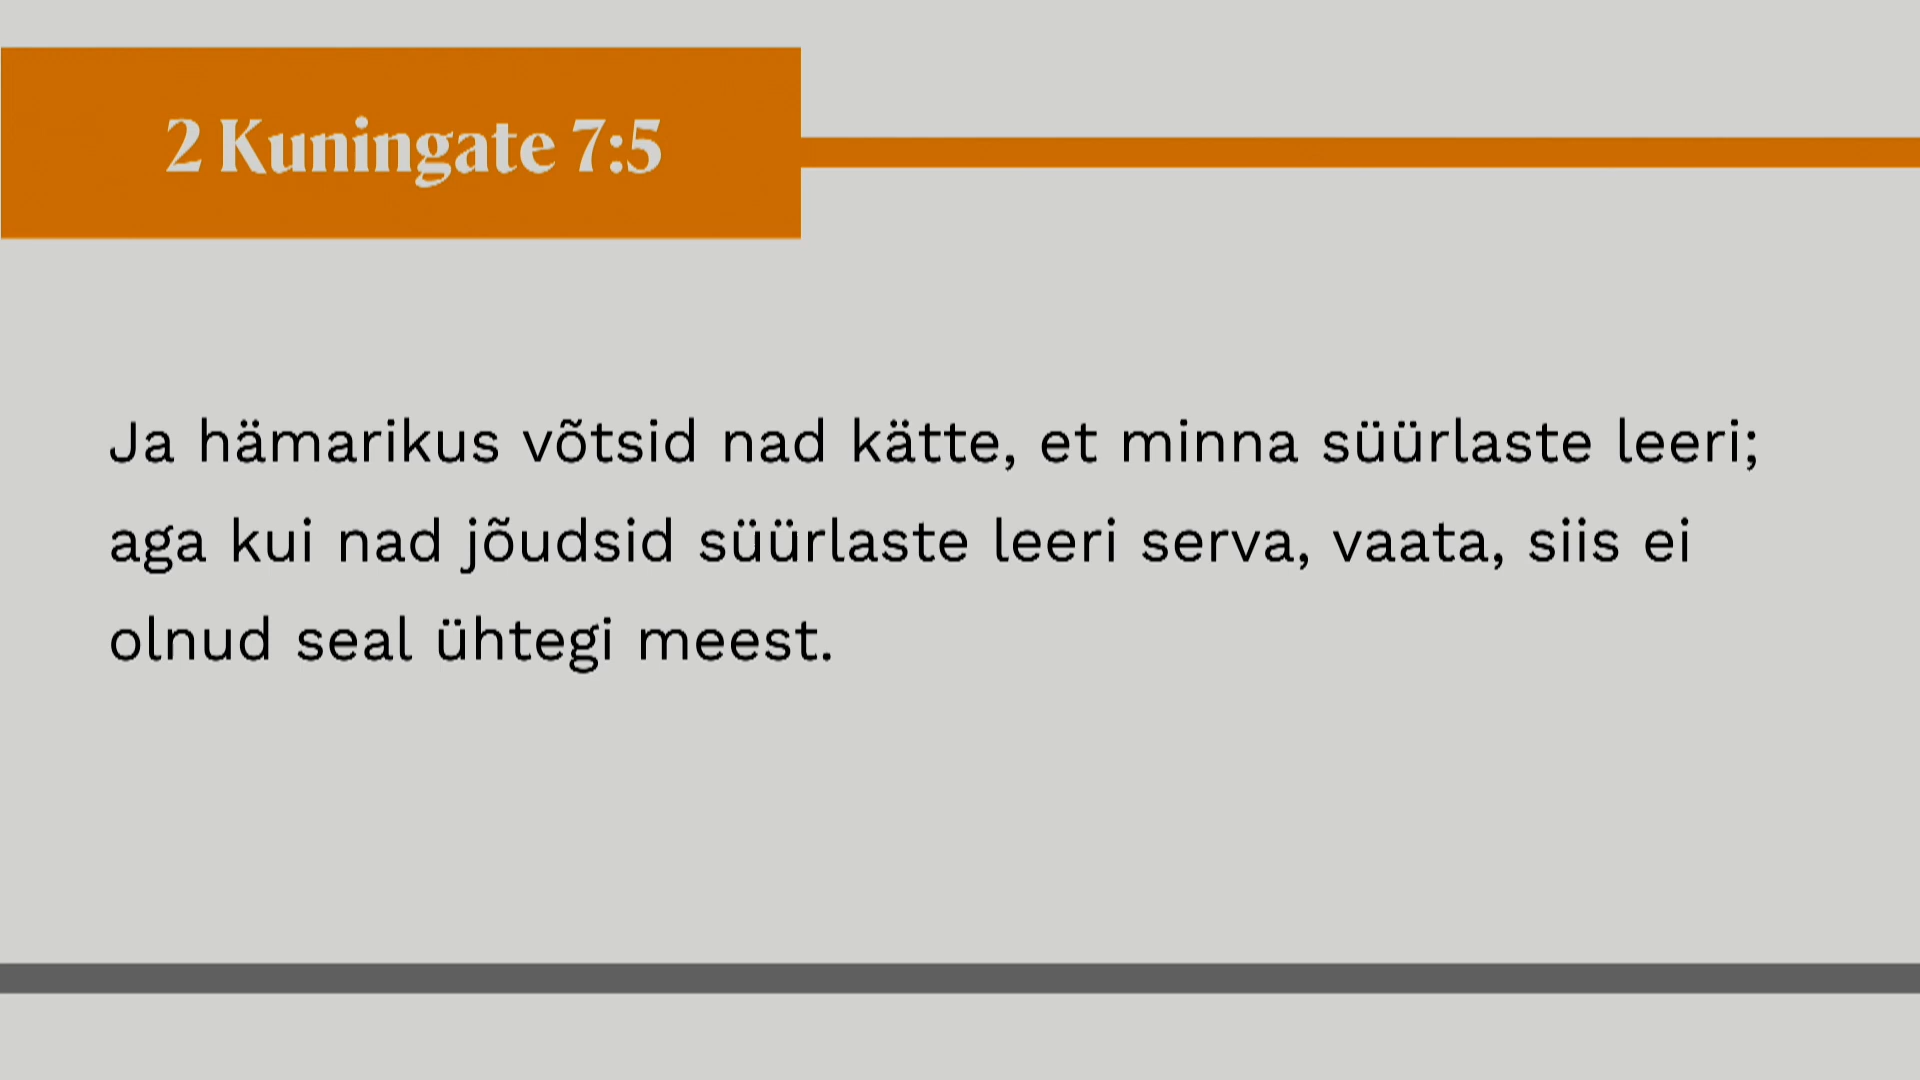 2 Kuningate 7:5
Ja hämarikus võtsid nad kätte, et minna süürlaste leeri;
aga kui nad jõudsid süürlaste leeri serva, vaata, siis ei
olnud seal ühtegi meest.